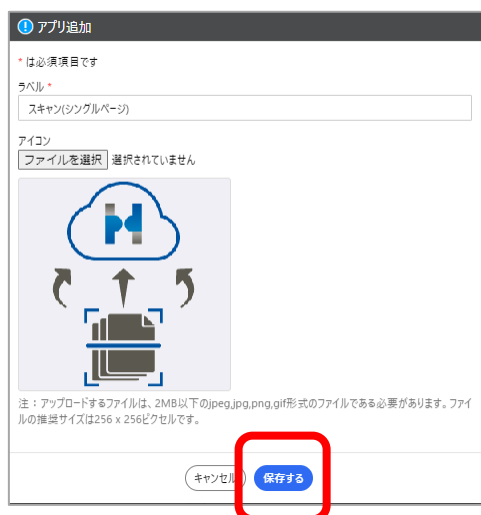 アプリ追加
* は必須項目です
ラベル *
スキャン(シングルページ)
アイコン
ファイルを選択 選択されていません
注：アップロードするファイルは、2MB以下のjpeg,jpg,png,gif形式のファイルである必要があります。ファイ
ルの推奨サイズは256 x 256ピクセルです。
キャンセル 保存する